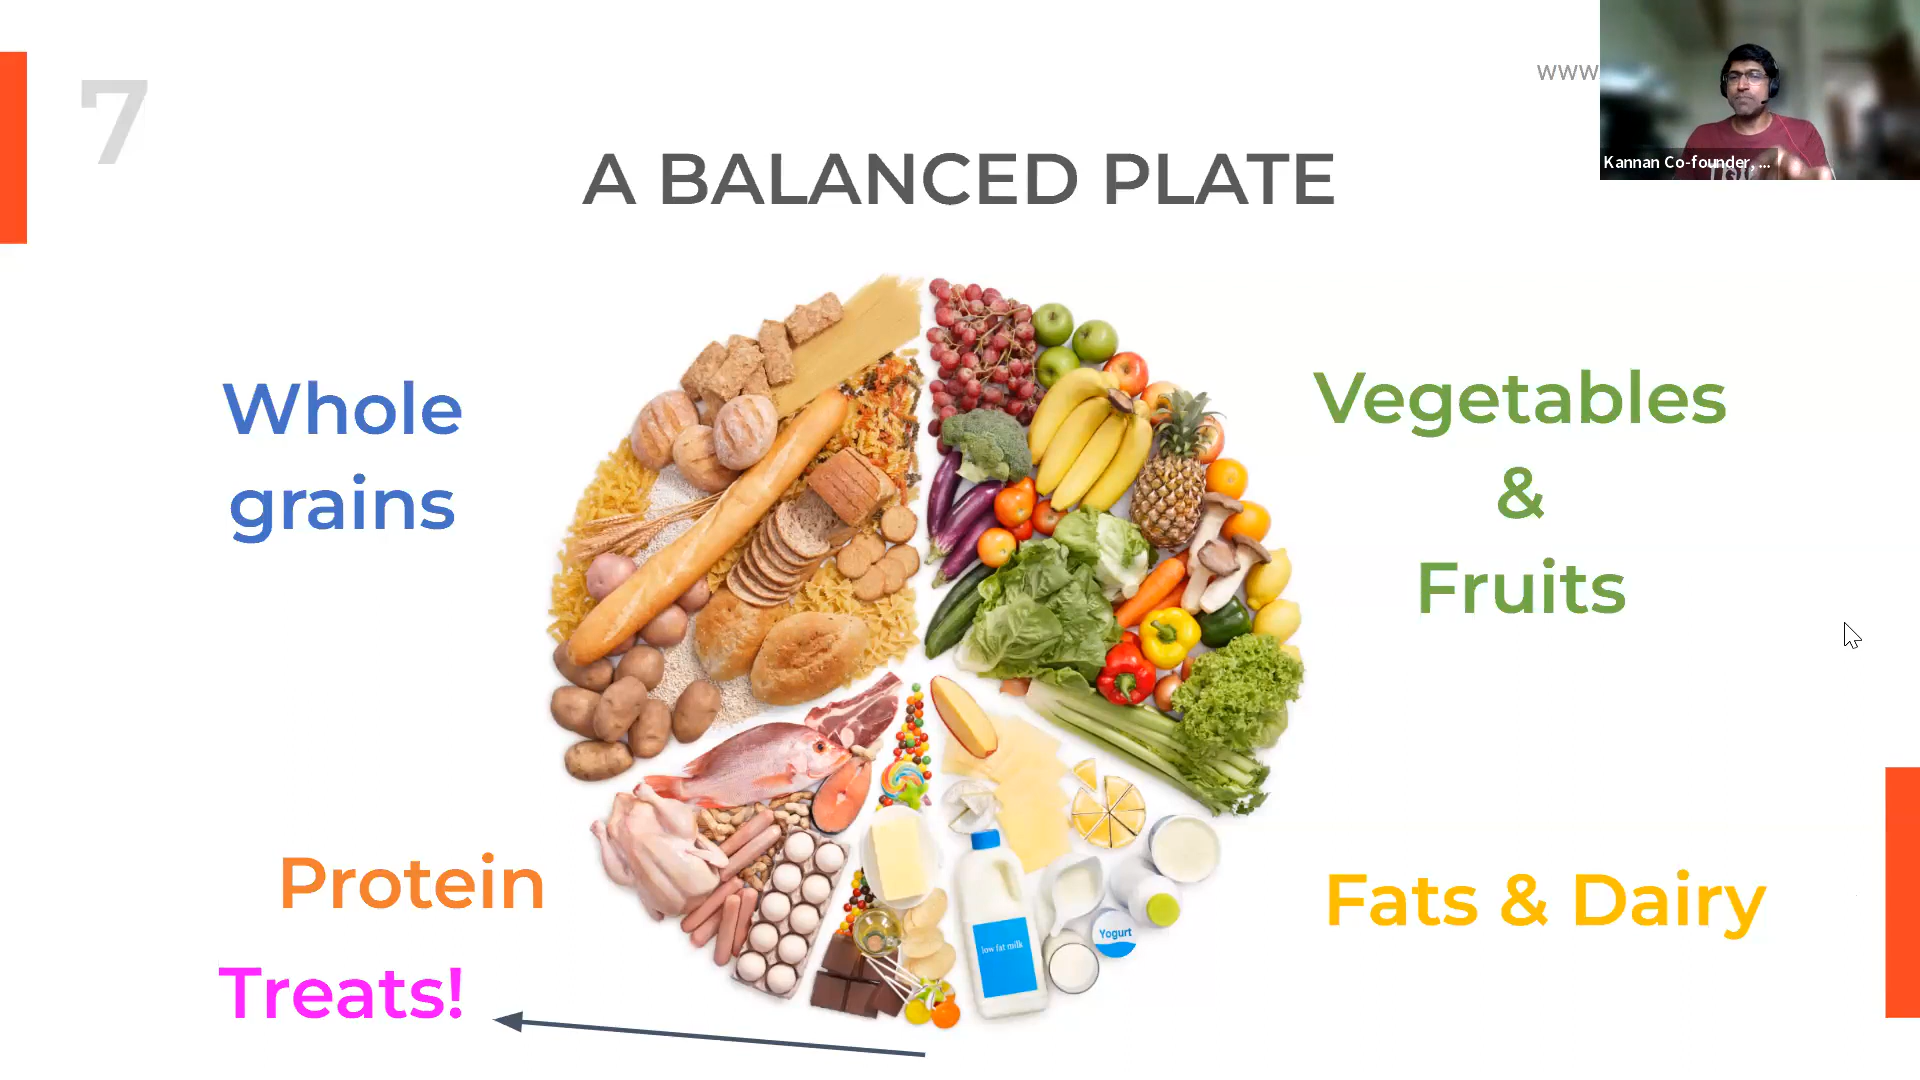 7
www
Kannan Co-founder, ...
A BALANCED PLATE
Whole
grains
Vegetables
&
Fruits
Protein
Treats!
Fats & Dairy
low fat milk
Yogurt